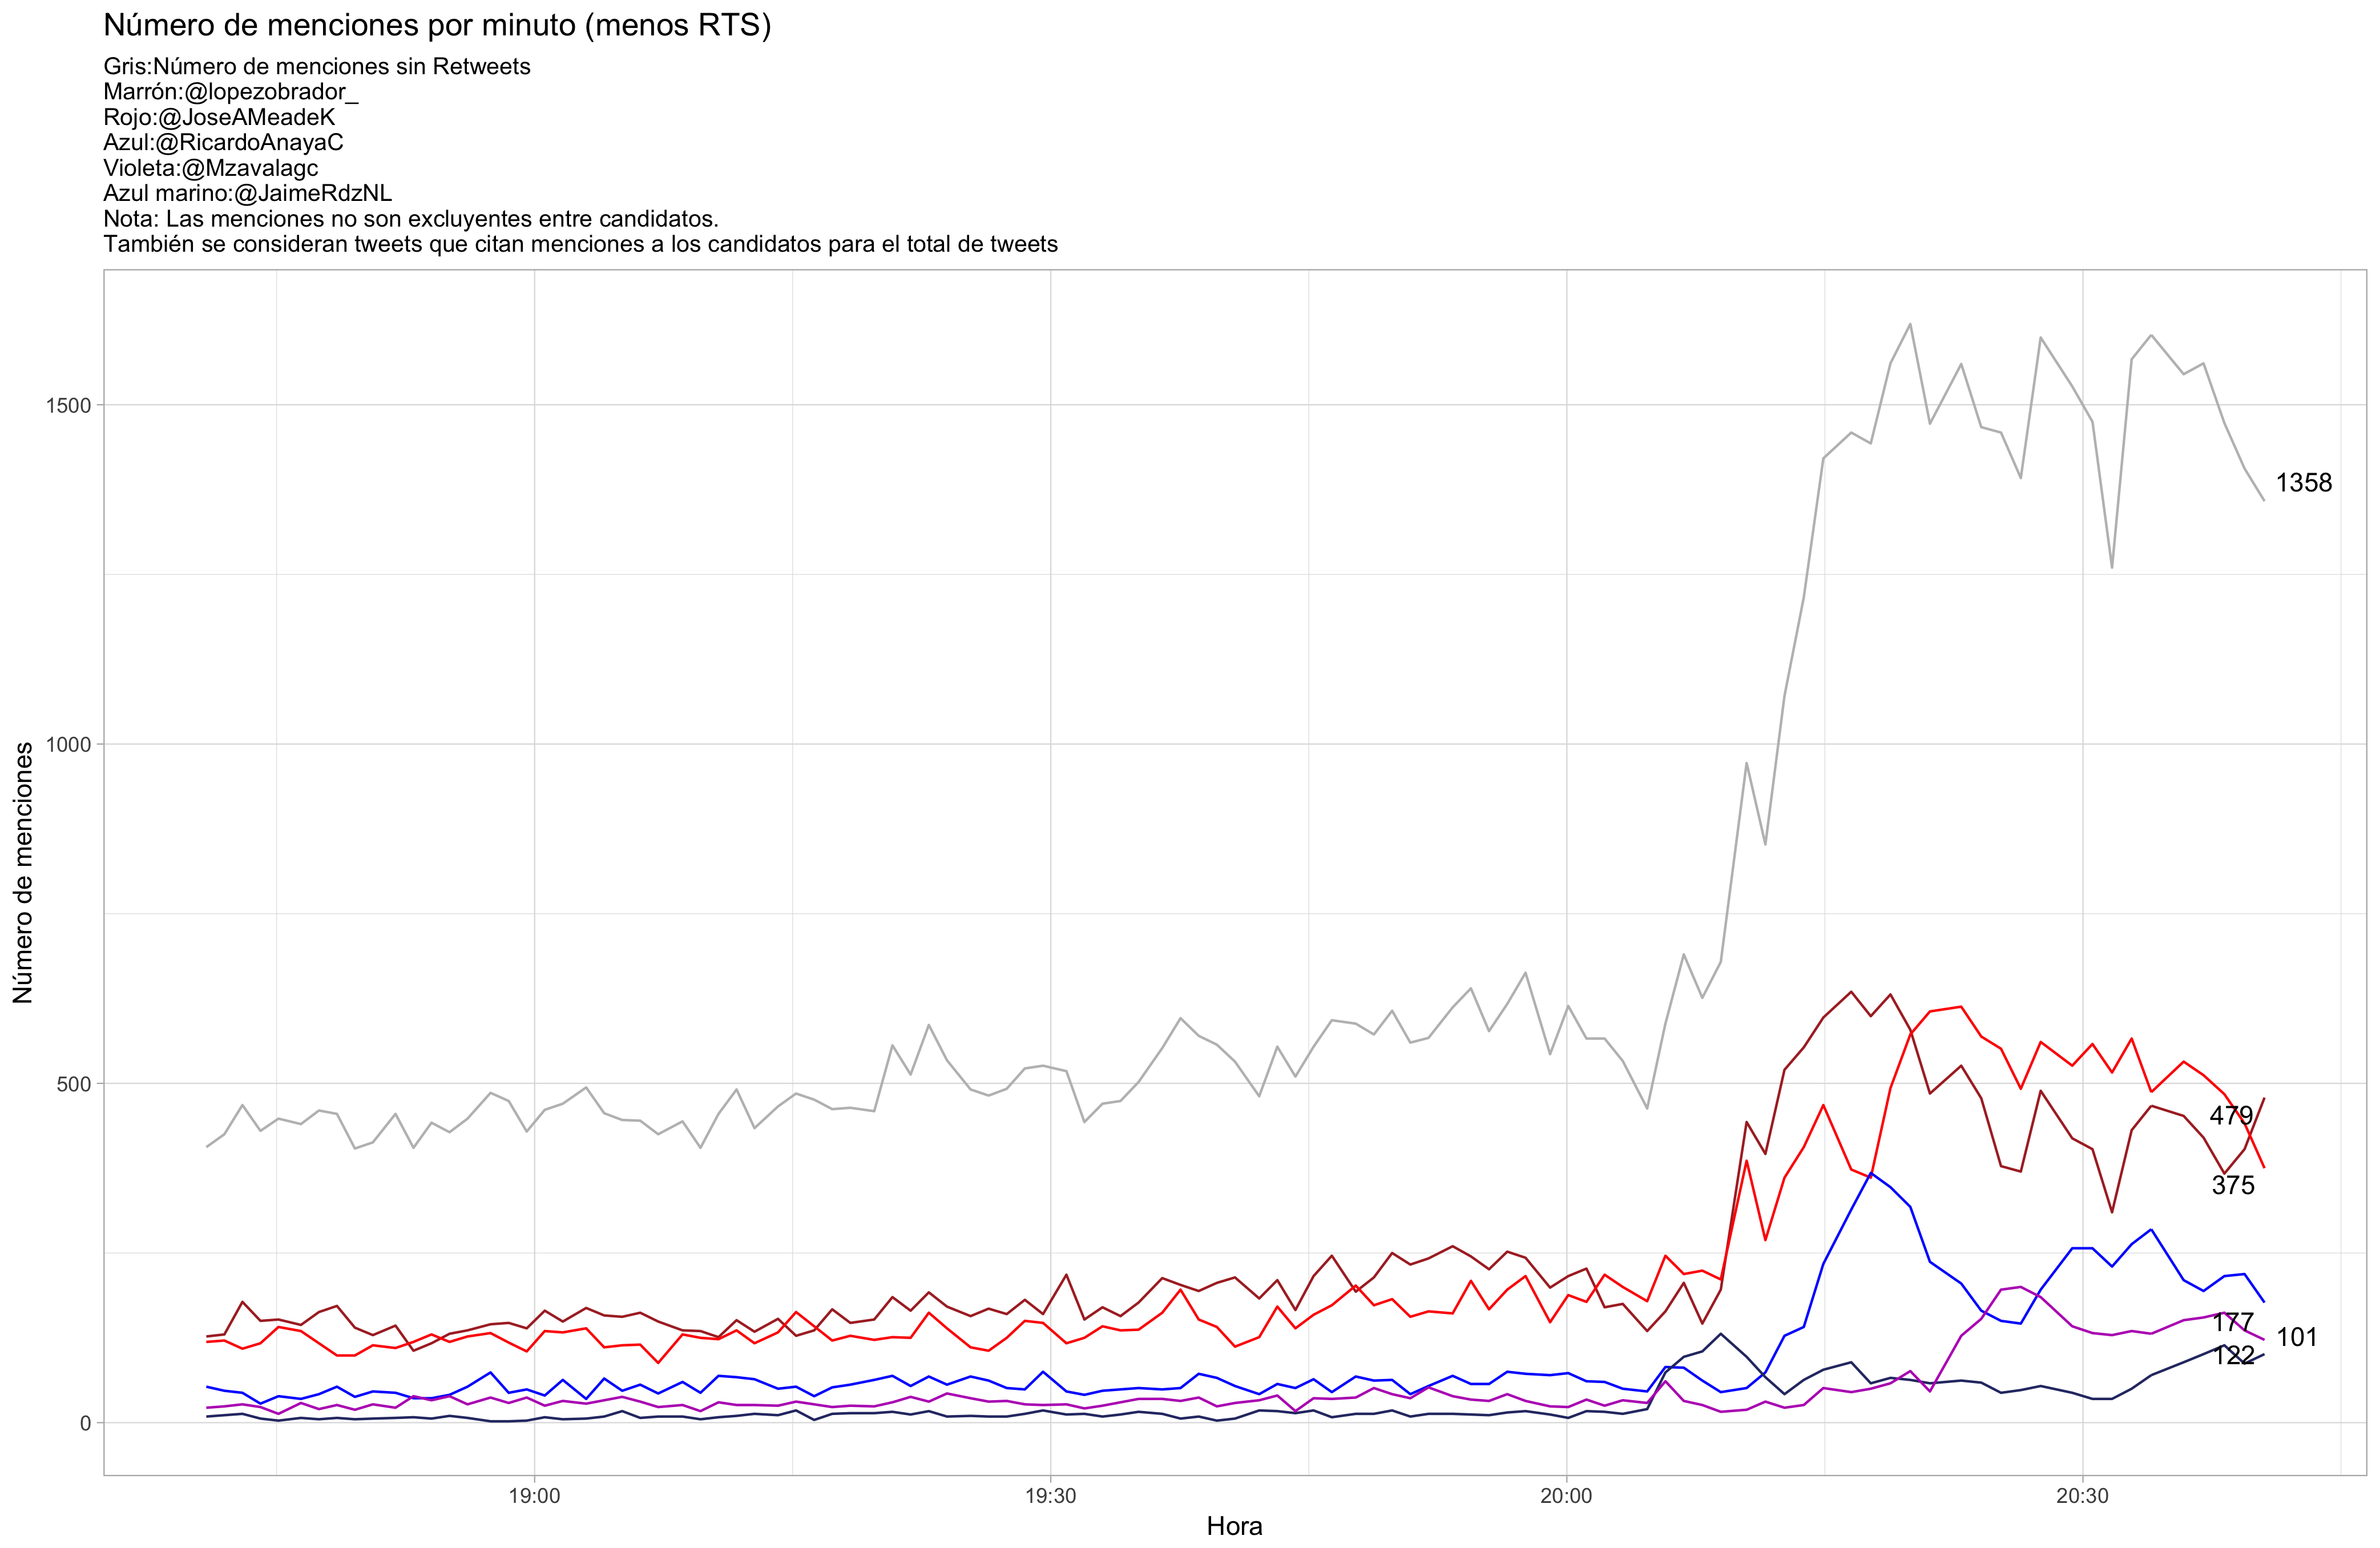 Número de menciones por minuto (menos RTS)
Gris:Número de menciones sin Retweets
Marrón:@lopezobrador_
Rojo:@JoseAMeadeK
Azul:@RicardoAnayaC
Violeta:@Mzavalagc
Azul marino:@JaimeRdzNL
Nota: Las menciones no son excluyentes entre candidatos.
También se consideran tweets que citan menciones a los candidatos para el total de tweets
Número de menciones
1500
1000
500
0
1358
479
375
177
101
122
19:00
19:30
20:00
20:30
Hora